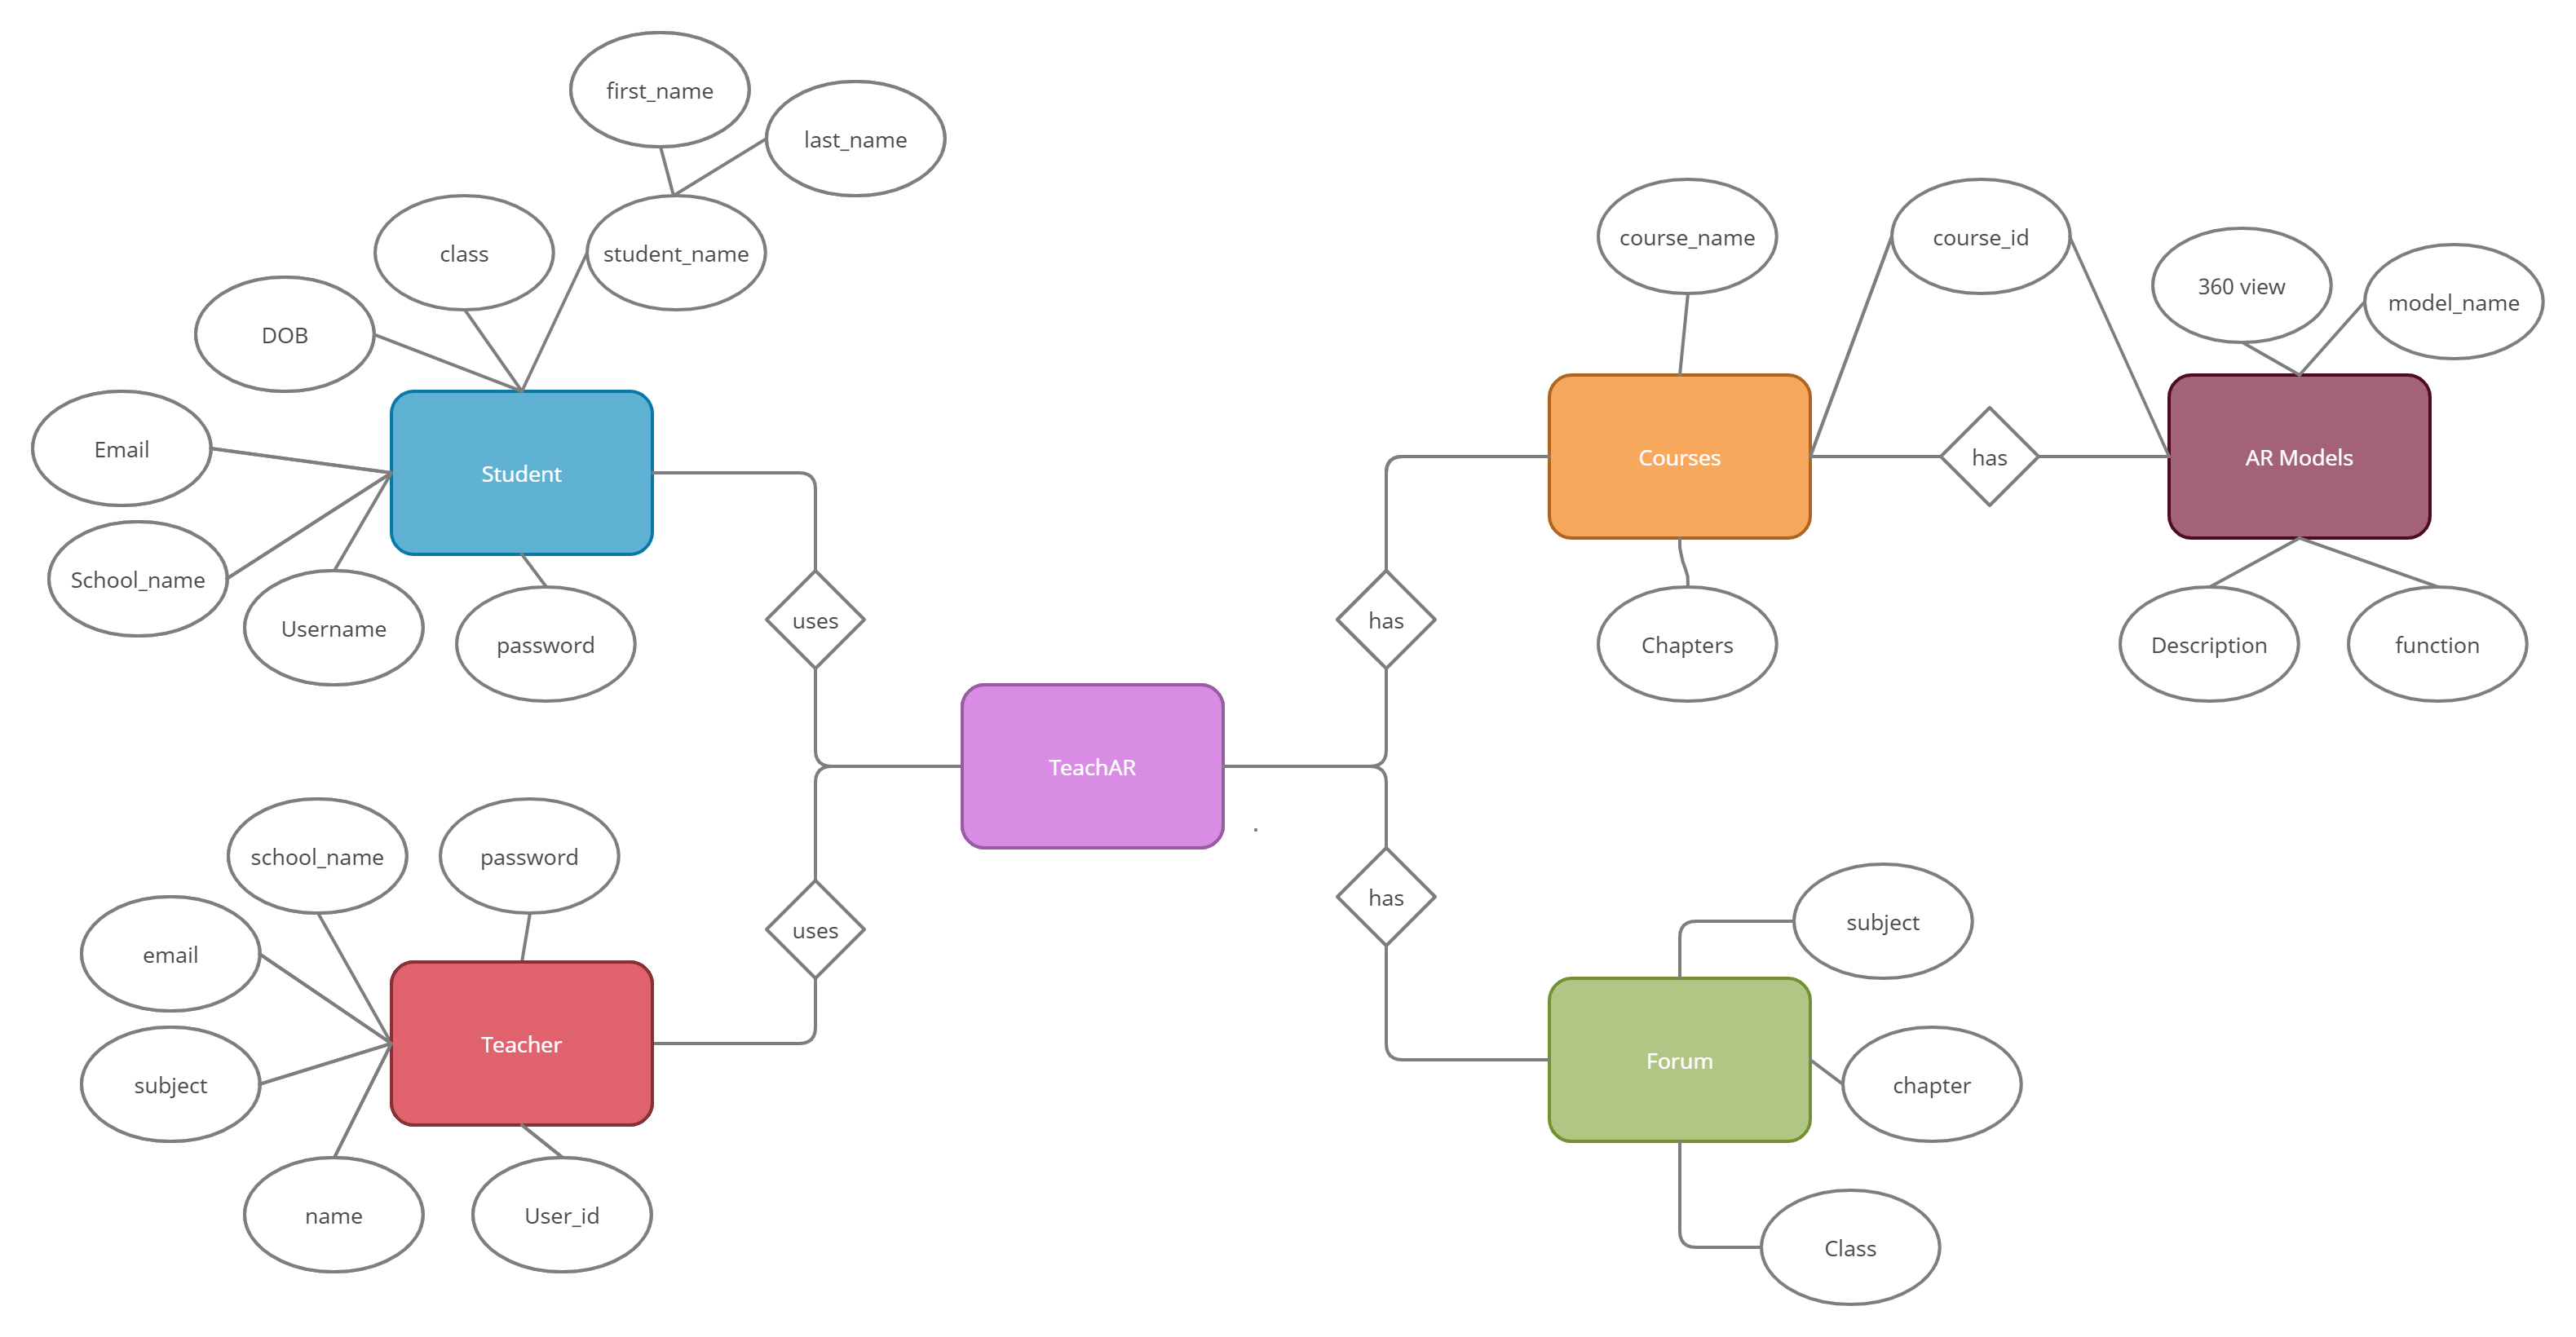 first_name
last_name
class
student_name
DOB
Email
School_name
Username
password
Student
uses
course_name
course_id
360 view
model_name
Courses
has
AR Models
has
Chapters
Description
function
TeachAR
school_name
password
email
subject
name
User_id
Teacher
uses
has
subject
Forum
chapter
Class